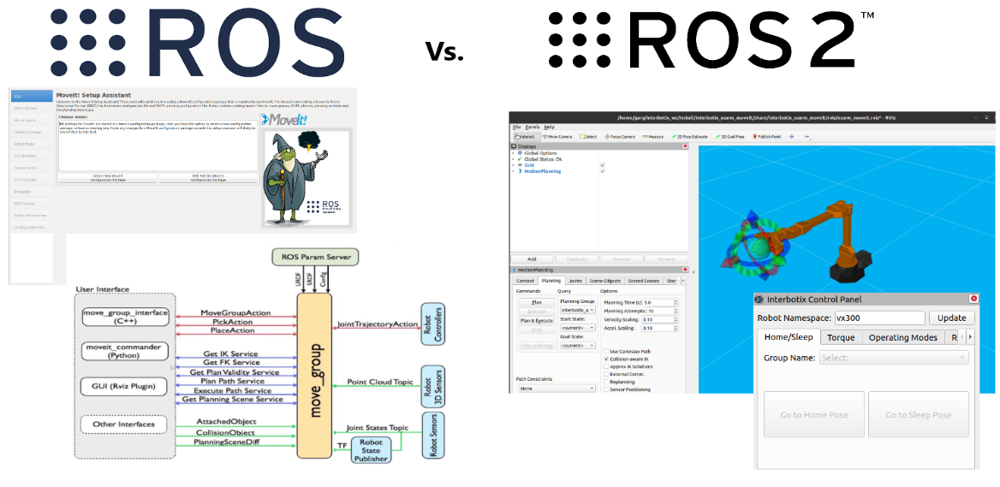 ROS
Vs.
ROS 2™
MoveIt! Setup Assistant
Choose mode:
MoveIt!
Create New MoveIt
Configuration Package
Edit Existing MoveIt
Configuration Package
ROS
Start
Planning Groups
Robot Poses
Simulation
ROS Control
ROS Param Server
URDF
SRDF
Config
User Interface
move_group_interface
(C++)
moveit_commander
(Python)
GUI (Rviz Plugin)
Other Interfaces
MoveGroupAction
PickAction
PlaceAction
Get IK Service
Get FK Service
Get Plan Validity Service
Plan Path Service
Execute Path Service
Get Planning Scene Service
AttachedObject
CollisionObject
PlanningSceneDiff
move_group
JointTrajectoryAction
Robot
Controllers
Point Cloud Topic
Robot
3D Sensors
Joint States Topic
Robot Sensors
TF
Robot
State
Publisher
/home/gary/interbotix_ws/install/interbotix_xsarm_moveit/share/interbotix_xsarm_moveit/rviz/xsarm_moveit.rviz* - RViz
File Panels Help
Interact Move Camera Select Focus Camera Measure 2D Pose Estimate 2D Goal Pose Publish Point
Displays
Global Options
Global Status: Ok
Grid
MotionPlanning
Add Duplicate Remove Rename
MotionPlanning
Context Planning Joints Scene Objects Stored Scenes Star
Commands Query Options
Plan
Execute
Plan & Execute
Stop
Clear octomap
Planning Group:
interbotix_a
Start State:
<current>
Goal State:
<current>
Planning Time (s): 5.0
Planning Attempts: 10
Velocity Scaling: 0.10
Accel. Scaling: 0.10
Use Cartesian Path
Collision-aware IK
Approx IK Solutions
External Comm.
Replanning
Sensor Positioning
Path Constraints
None
Interbotix Control Panel
Robot Namespace: vx300 Update
Home/Sleep Torque Operating Modes R
Group Name: Select:
Go to Home Pose Go to Sleep Pose